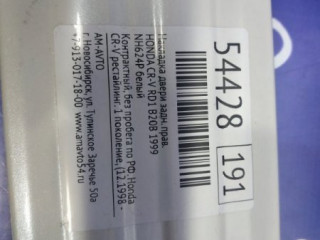 54428 191
Накладка двери задн. прав.
HONDA CR-V RD1 B20B 1999
NH624P белый
Контрактный, без пробега по РФ. Honda
CR-V рестайлинг, 1 поколение, (12.1998 -
АМ-АВТО
г. Новосибирск, ул. Тулинское Заречье 50а
+7-913-017-18-00 www.amavto54.ru